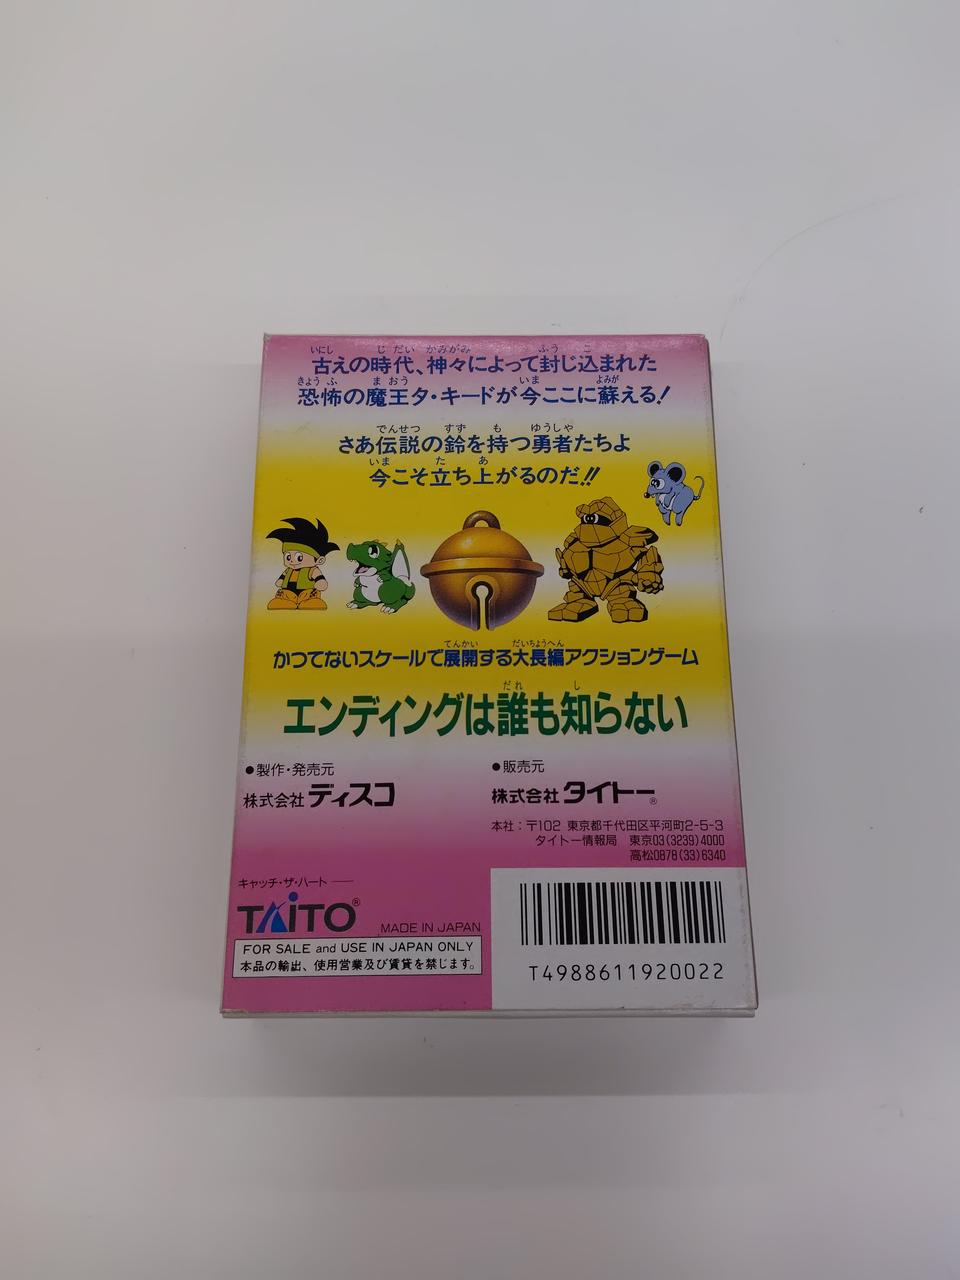 古えの時代、神々によって封じ込まれた
恐怖の魔王タ・キードが今ここに蘇える!
さあ伝説の鈴を持つ勇者たちよ
今こそ立ち上がるのだ!!
かつてないスケールで展開する大長編アクションゲーム
エンディングは誰も知らない
●製作・発売元
株式会社ディスコ
●販売元
株式会社タイトー®
本社：〒102 東京都千代田区平河町2-5-3
タイトー情報局 東京03(3239)4000
高松0878(33)6340
キャッチ・ザ・ハート──
TAITO®
MADE IN JAPAN
FOR SALE and USE IN JAPAN ONLY
本品の輸出、使用営業及び賃貸を禁じます。
T4988611920022